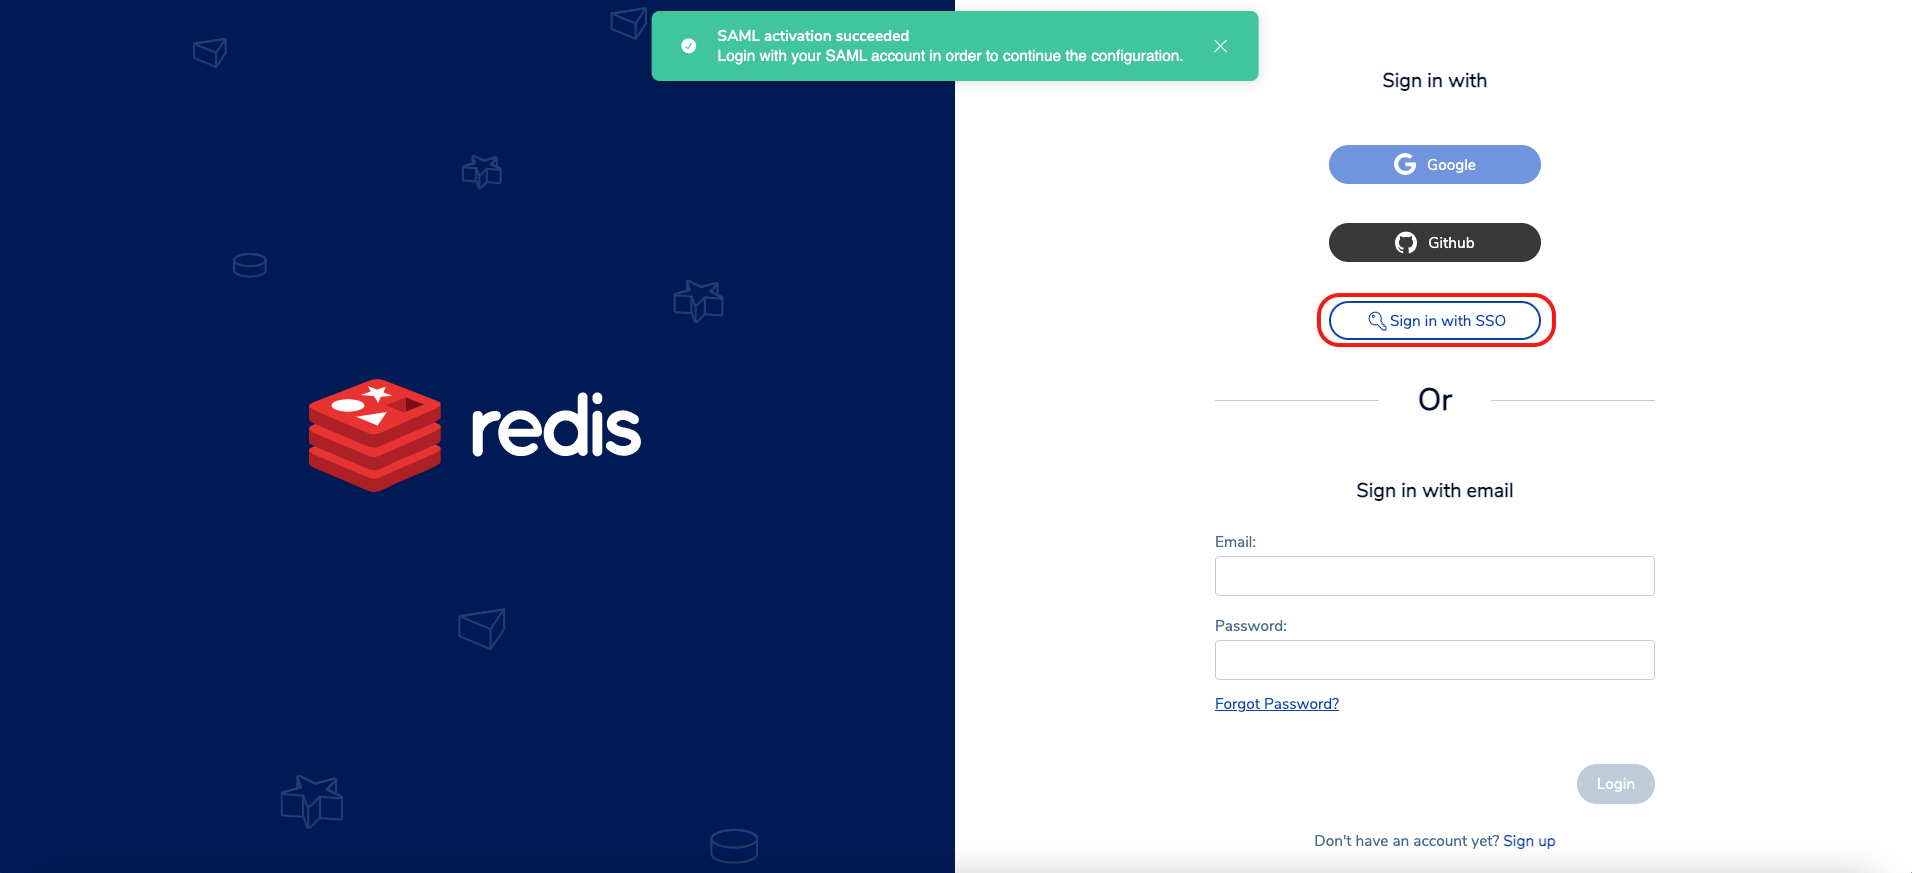 SAML activation succeeded
Login with your SAML account in order to continue the configuration.
redis
Sign in with
Google
Github
Sign in with SSO
Or
Sign in with email
Email:
Password:
Forgot Password?
Login
Don't have an account yet? Sign up